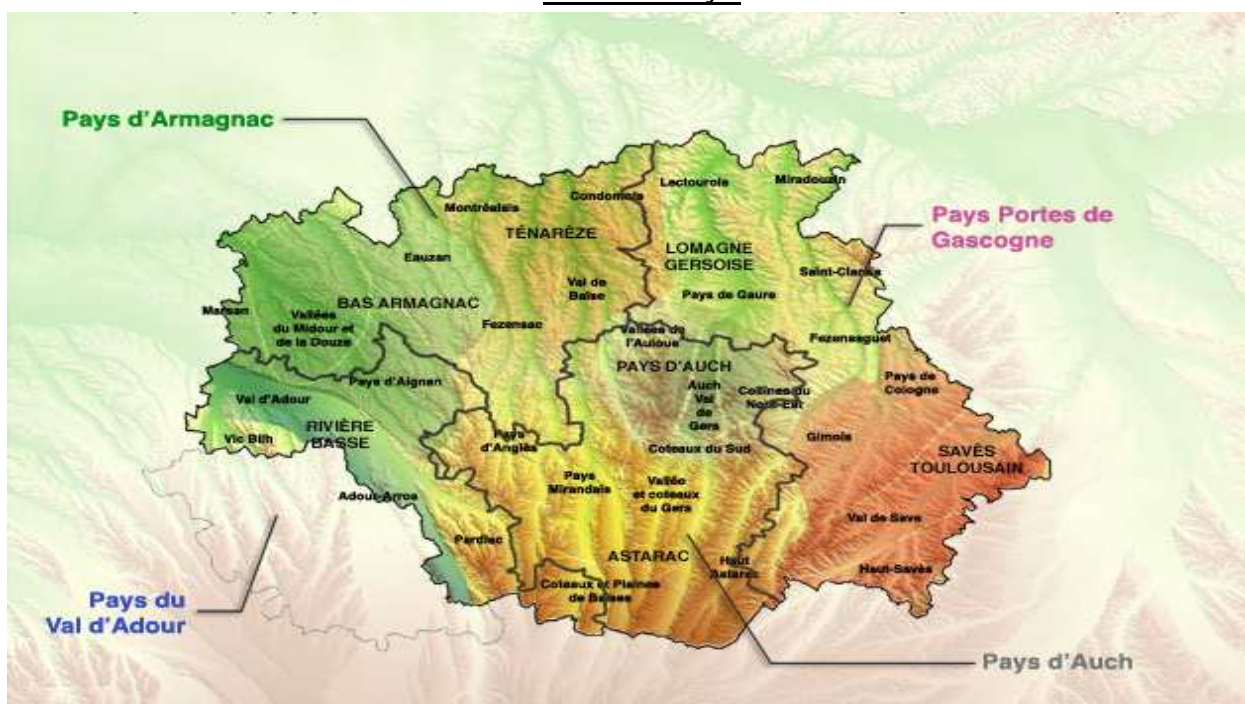 Pays d'Armagnac
Lectourois
Miradouzin
Condomois
Montréalais
TÉNARÈZE
Pays Portes de
Gascogne
LOMAGNE
GERSOISE
Eauzan
Saint-Clarais
Val de
Baïse
Pays de Gaure
BAS ARMAGNAC
Marsan
Vallées
du Midour et
de la Douze
Fezensac
Vallées de
l'Auloue
Fezensaguet
PAYS D'AUCH
Pays d'Aignan
Pays de
Cologne
Auch
Val
de
Gers
Collines du
Nord-Est
Val d'Adour
RIVIÈRE
BASSE
Vic Bilh
Pays
d'Anglès
Gimois
Coteaux du Sud
SAVÈS
TOULOUSAIN
Pays
Mirandais
Vallée
et coteaux
du Gers
Adour-Arros
Val de Save
Pardiac
ASTARAC
Haut
Astarac
Haut-Savès
Coteaux et Plaines
de Baïses
Pays du
Val d'Adour
Pays d'Auch